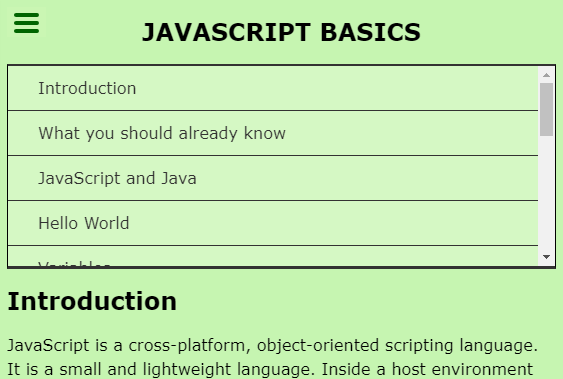 JAVASCRIPT BASICS
Introduction
What you should already know
JavaScript and Java
Hello World
Variables
Introduction
JavaScript is a cross-platform, object-oriented scripting language.
It is a small and lightweight language. Inside a host environment